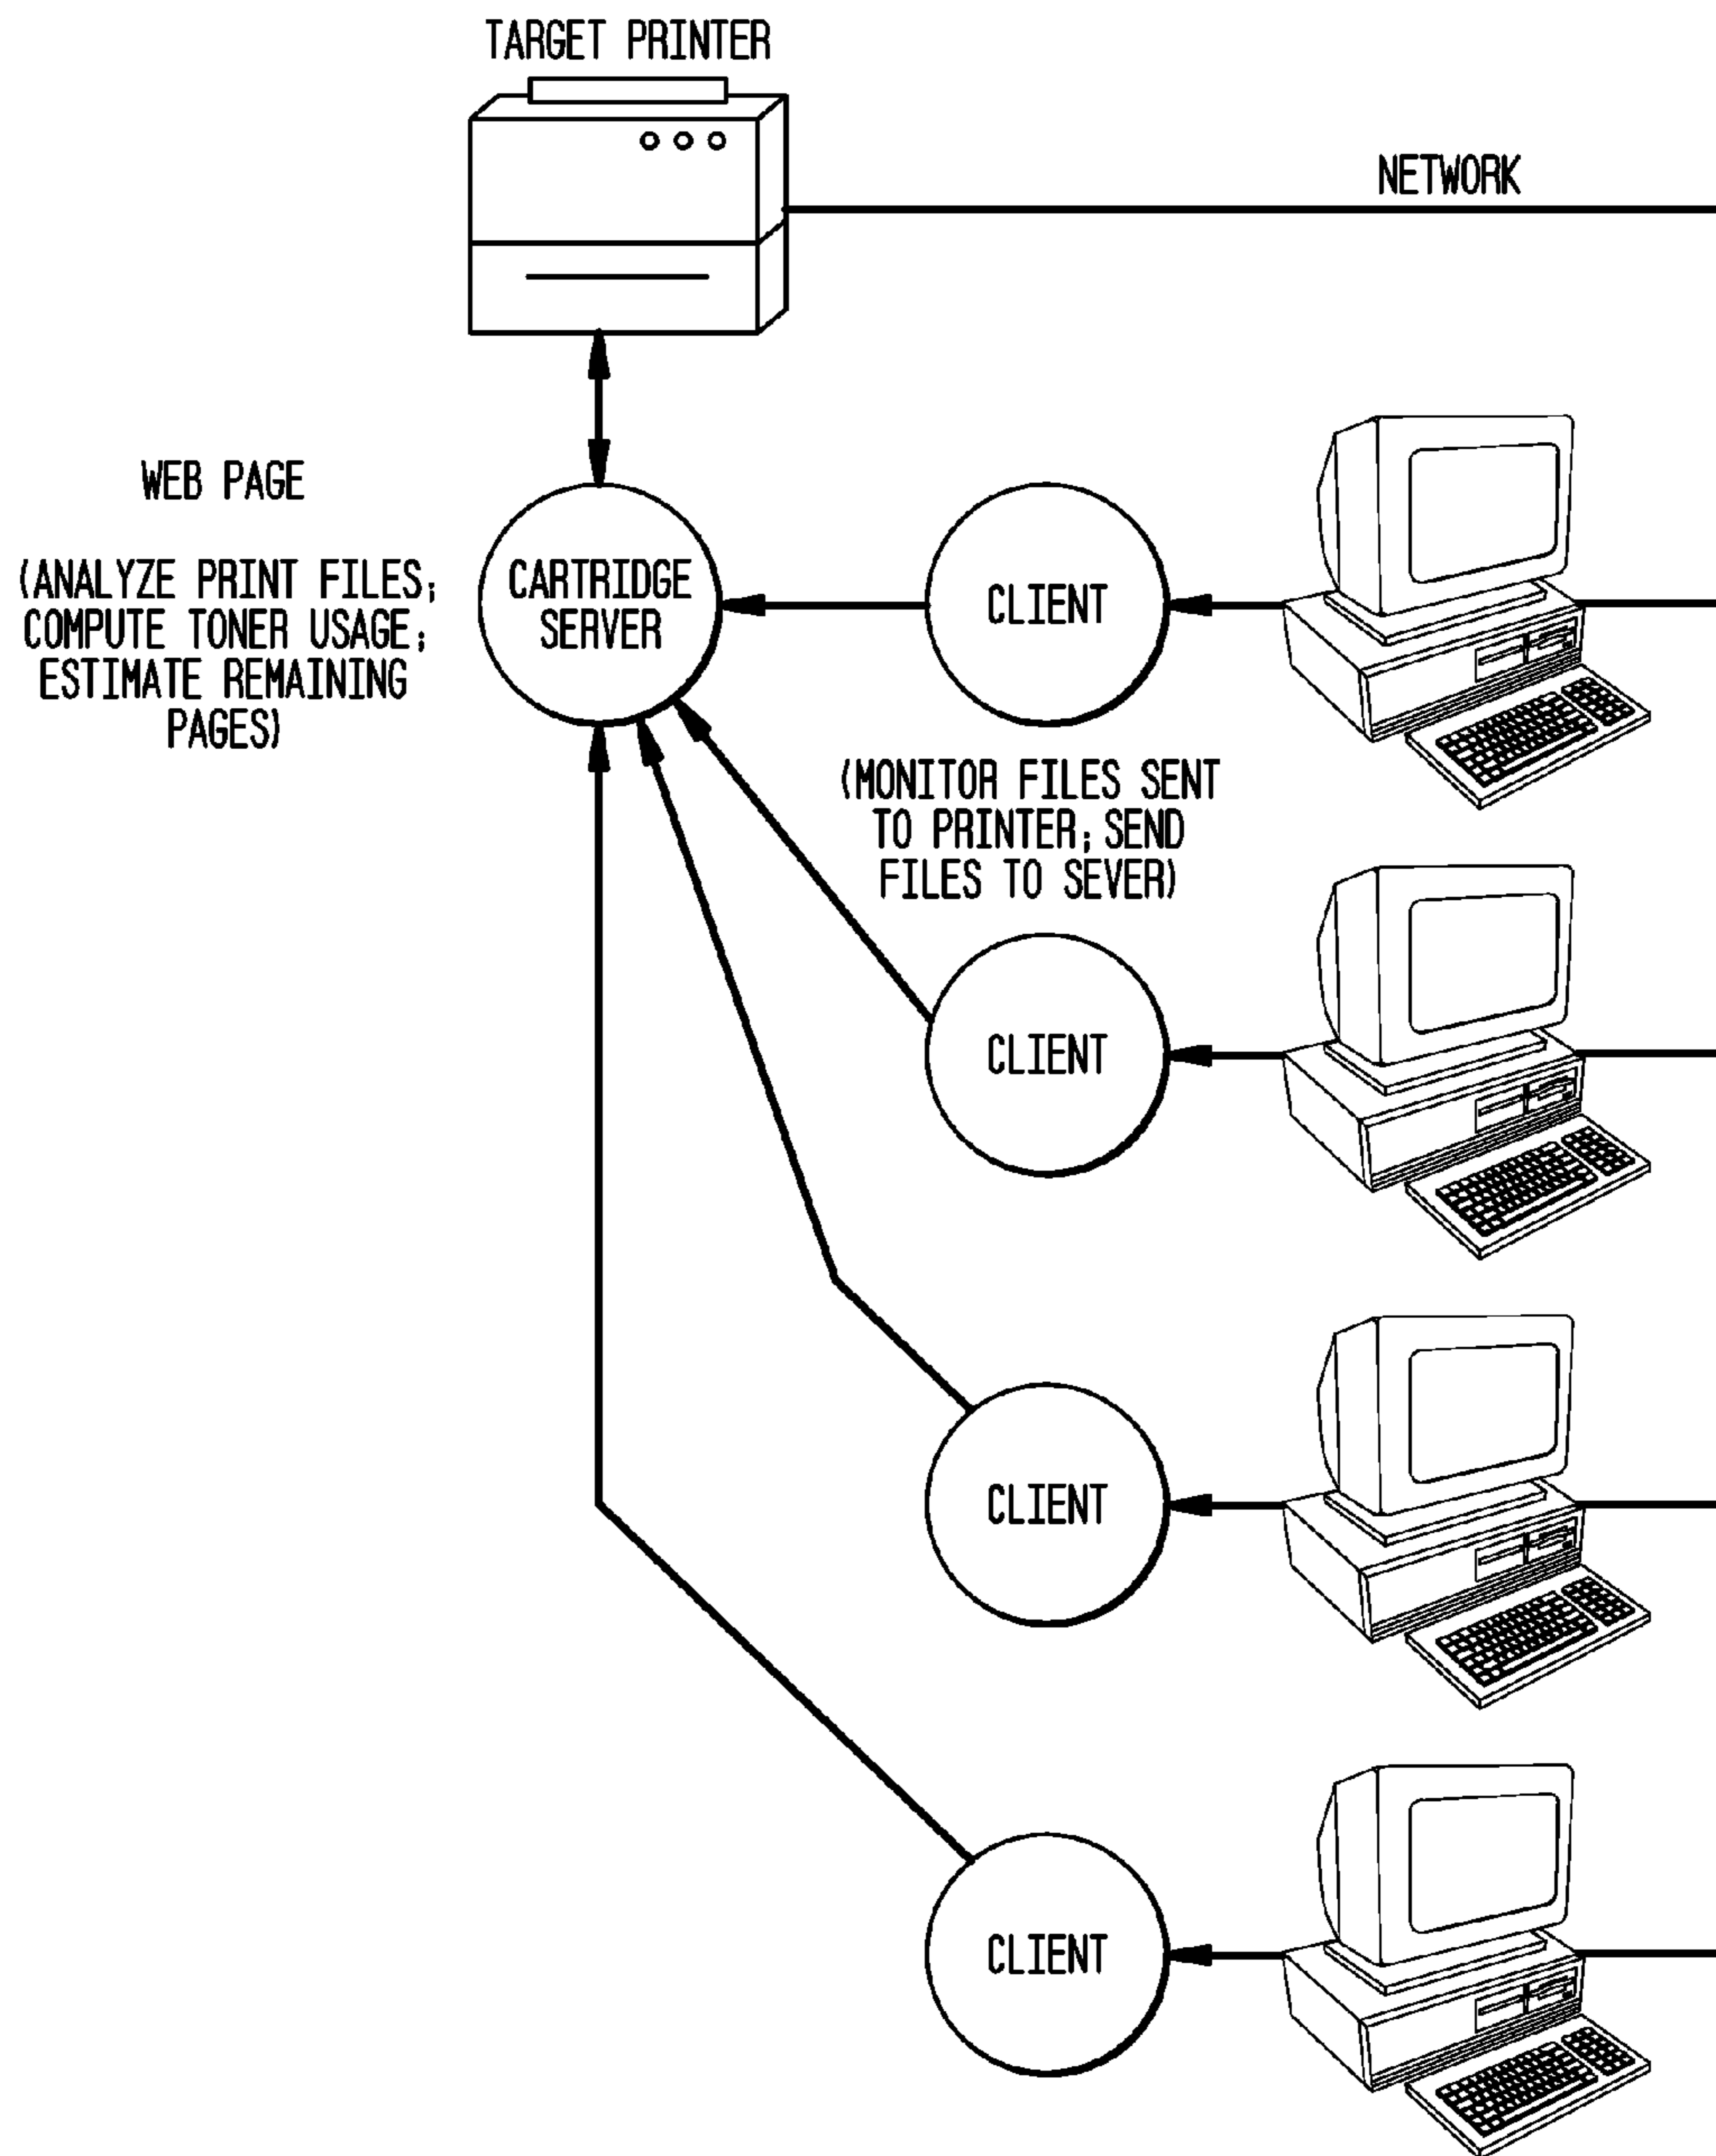 TARGET PRINTER
NETWORK
WEB PAGE
(ANALYZE PRINT FILES;
COMPUTE TONER USAGE;
ESTIMATE REMAINING
PAGES)
CARTRIDGE
SERVER
CLIENT
(MONITOR FILES SENT
TO PRINTER; SEND
FILES TO SEVER)
CLIENT
CLIENT
CLIENT